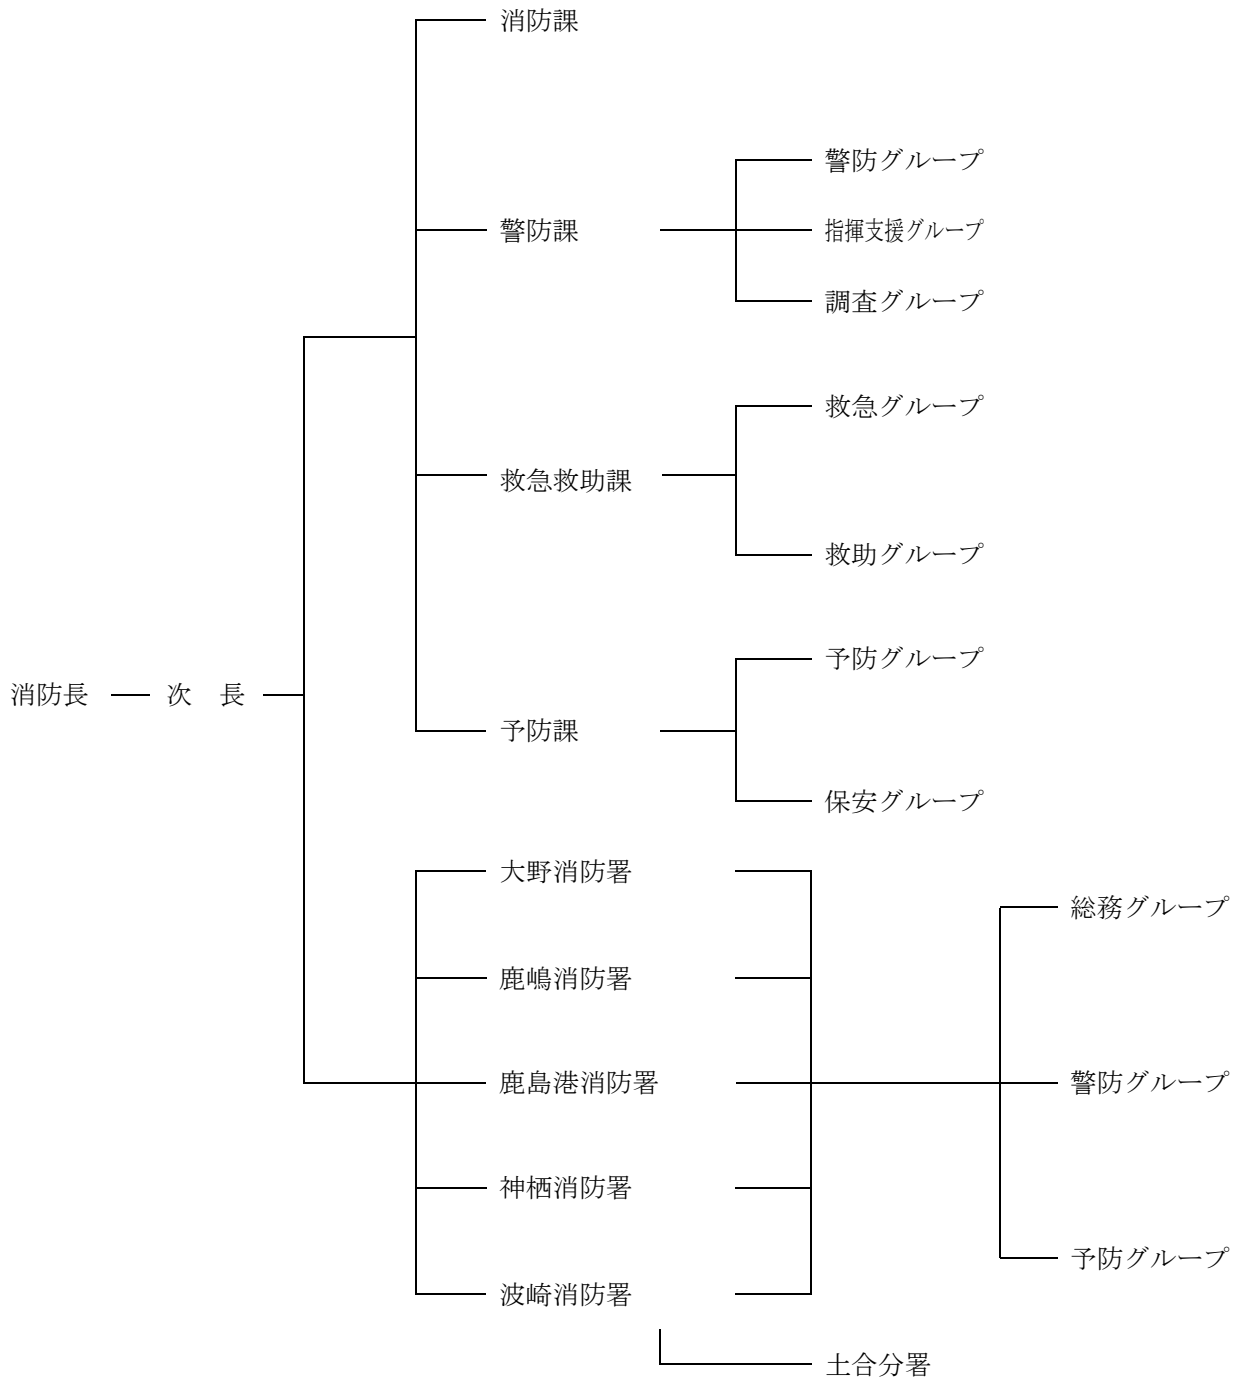 消防課
警防グループ
警防課
指揮支援グループ
調査グループ
救急グループ
救急救助課
救助グループ
予防グループ
消防長
次　長
予防課
保安グループ
大野消防署
総務グループ
鹿嶋消防署
鹿島港消防署
警防グループ
神栖消防署
予防グループ
波崎消防署
土合分署